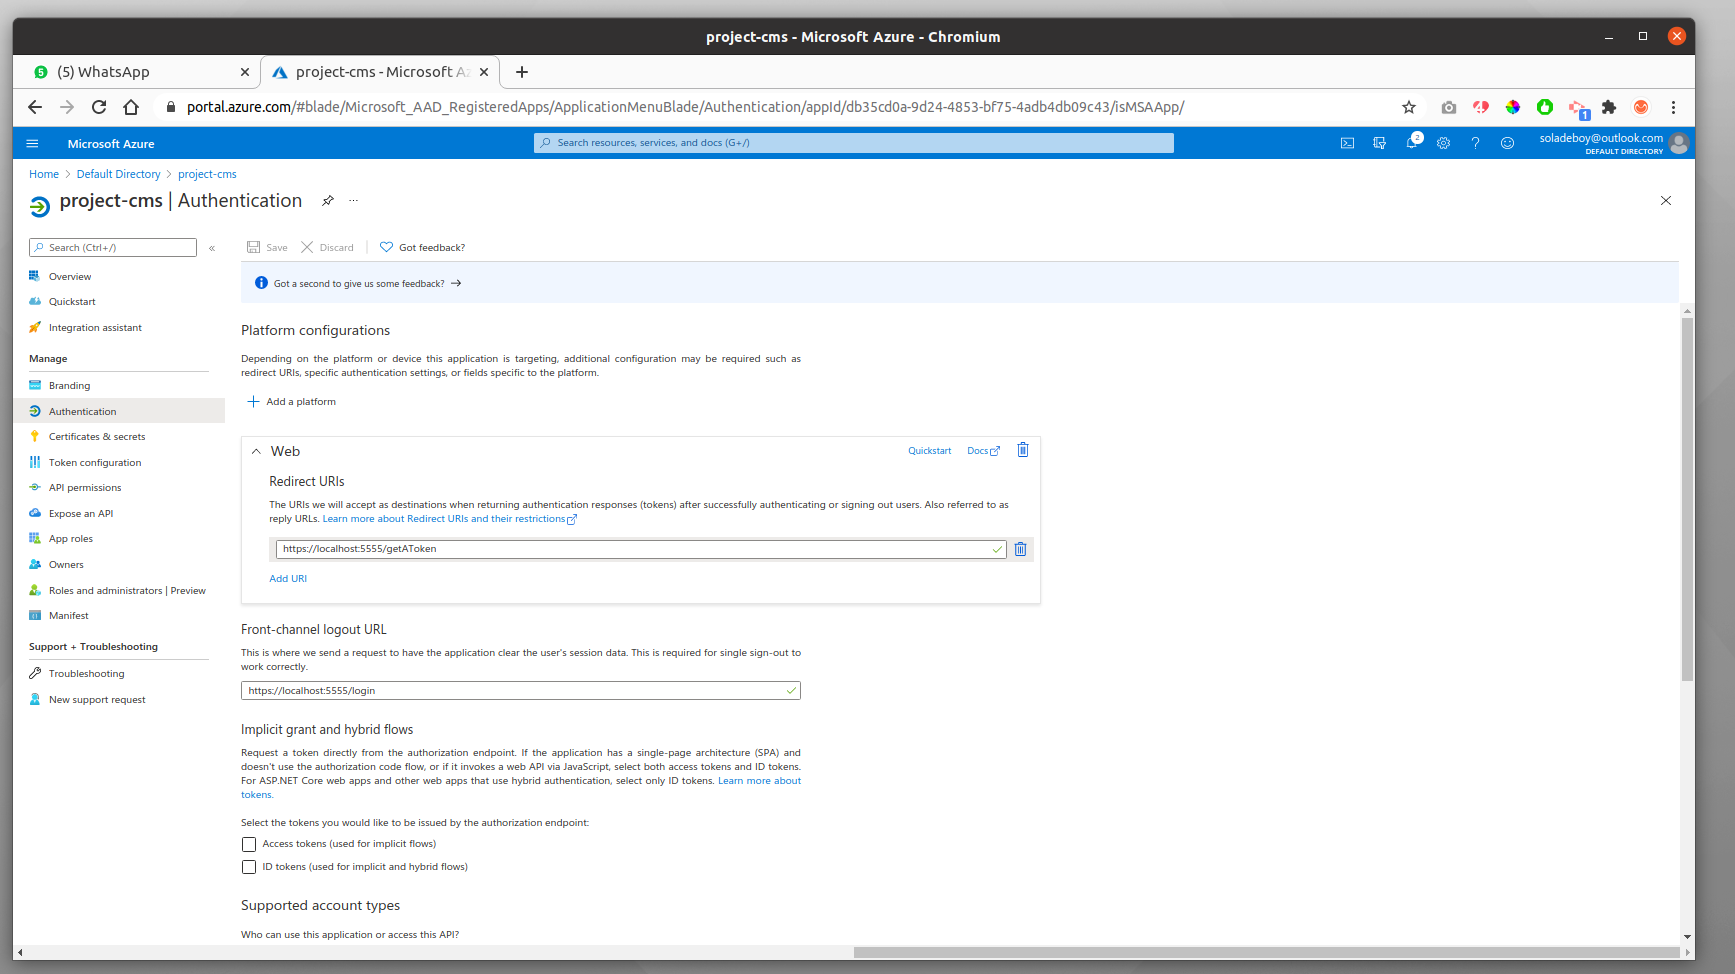 project-cms - Microsoft Azure - Chromium
5 (5) WhatsApp
project-cms - Microsoft Az
portal.azure.com/#blade/Microsoft_AAD_RegisteredApps/ApplicationMenuBlade/Authentication/appId/db35cd0a-9d24-4853-bf75-4adb4db09c43/isMSAApp/
1
Microsoft Azure
Search resources, services, and docs (G+/)
2
soladeboy@outlook.com
DEFAULT DIRECTORY
Home > Default Directory > project-cms
project-cms | Authentication
Search (Ctrl+/)
Overview
Quickstart
Integration assistant
Manage
Branding
Authentication
Certificates & secrets
Token configuration
API permissions
Expose an API
App roles
Owners
Roles and administrators | Preview
Manifest
Support + Troubleshooting
Troubleshooting
New support request
Save Discard Got feedback?
Got a second to give us some feedback?
Platform configurations
Depending on the platform or device this application is targeting, additional configuration may be required such as
redirect URIs, specific authentication settings, or fields specific to the platform.
Add a platform
Web
Quickstart Docs
Redirect URIs
The URIs we will accept as destinations when returning authentication responses (tokens) after successfully authenticating or signing out users. Also referred to as
reply URLs. Learn more about Redirect URIs and their restrictions
https://localhost:5555/getAToken
Add URI
Front-channel logout URL
This is where we send a request to have the application clear the user's session data. This is required for single sign-out to
work correctly.
https://localhost:5555/login
Implicit grant and hybrid flows
Request a token directly from the authorization endpoint. If the application has a single-page architecture (SPA) and
doesn't use the authorization code flow, or if it invokes a web API via JavaScript, select both access tokens and ID tokens.
For ASP.NET Core web apps and other web apps that use hybrid authentication, select only ID tokens. Learn more about
tokens.
Select the tokens you would like to be issued by the authorization endpoint:
Access tokens (used for implicit flows)
ID tokens (used for implicit and hybrid flows)
Supported account types
Who can use this application or access this API?